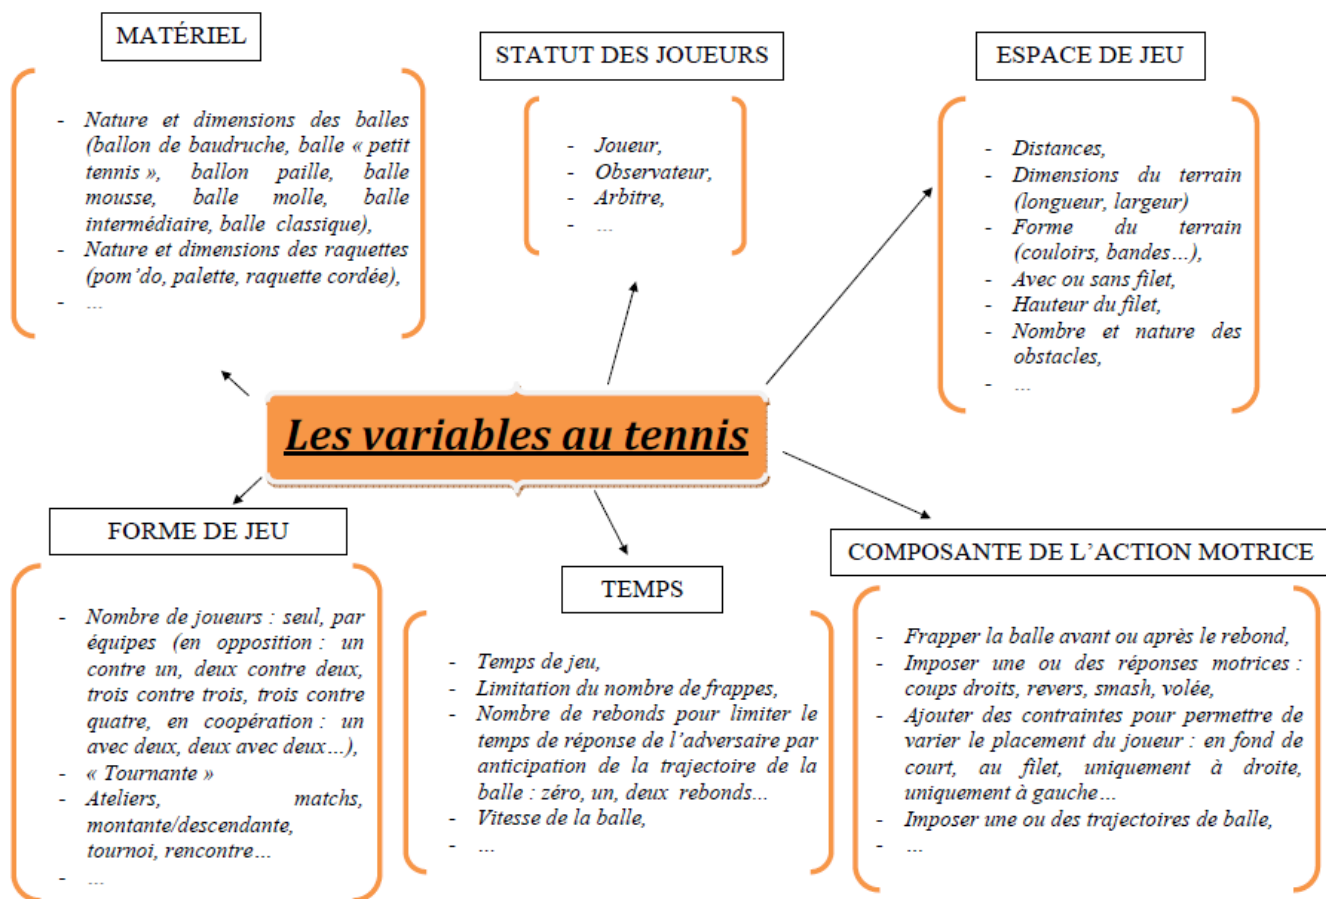 MATÉRIEL
- Nature et dimensions des balles
(ballon de baudruche, balle « petit
tennis », ballon paille, balle
mousse, balle molle, balle
intermédiaire, balle classique),
- Nature et dimensions des raquettes
(pom’do, palette, raquette cordée),
- ...
STATUT DES JOUEURS
- Joueur,
- Observateur,
- Arbitre,
- ...
ESPACE DE JEU
- Distances,
- Dimensions du terrain
(longueur, largeur)
- Forme du terrain
(couloirs, bandes…),
- Avec ou sans filet,
- Hauteur du filet,
- Nombre et nature des
obstacles,
- ...
Les variables au tennis
FORME DE JEU
- Nombre de joueurs : seul, par
équipes (en opposition : un
contre un, deux contre deux,
trois contre trois, trois contre
quatre, en coopération : un
avec deux, deux avec deux…),
- « Tournante »
- Ateliers, matchs,
montante/descendante,
tournoi, rencontre…
- ...
TEMPS
- Temps de jeu,
- Limitation du nombre de frappes,
- Nombre de rebonds pour limiter le
temps de réponse de l’adversaire par
anticipation de la trajectoire de la
balle : zéro, un, deux rebonds…
- Vitesse de la balle,
- ...
COMPOSANTE DE L’ACTION MOTRICE
- Frapper la balle avant ou après le rebond,
- Imposer une ou des réponses motrices :
coups droits, revers, smash, volée,
- Ajouter des contraintes pour permettre de
varier le placement du joueur : en fond de
court, au filet, uniquement à droite,
uniquement à gauche…
- Imposer une ou des trajectoires de balle,
- ...